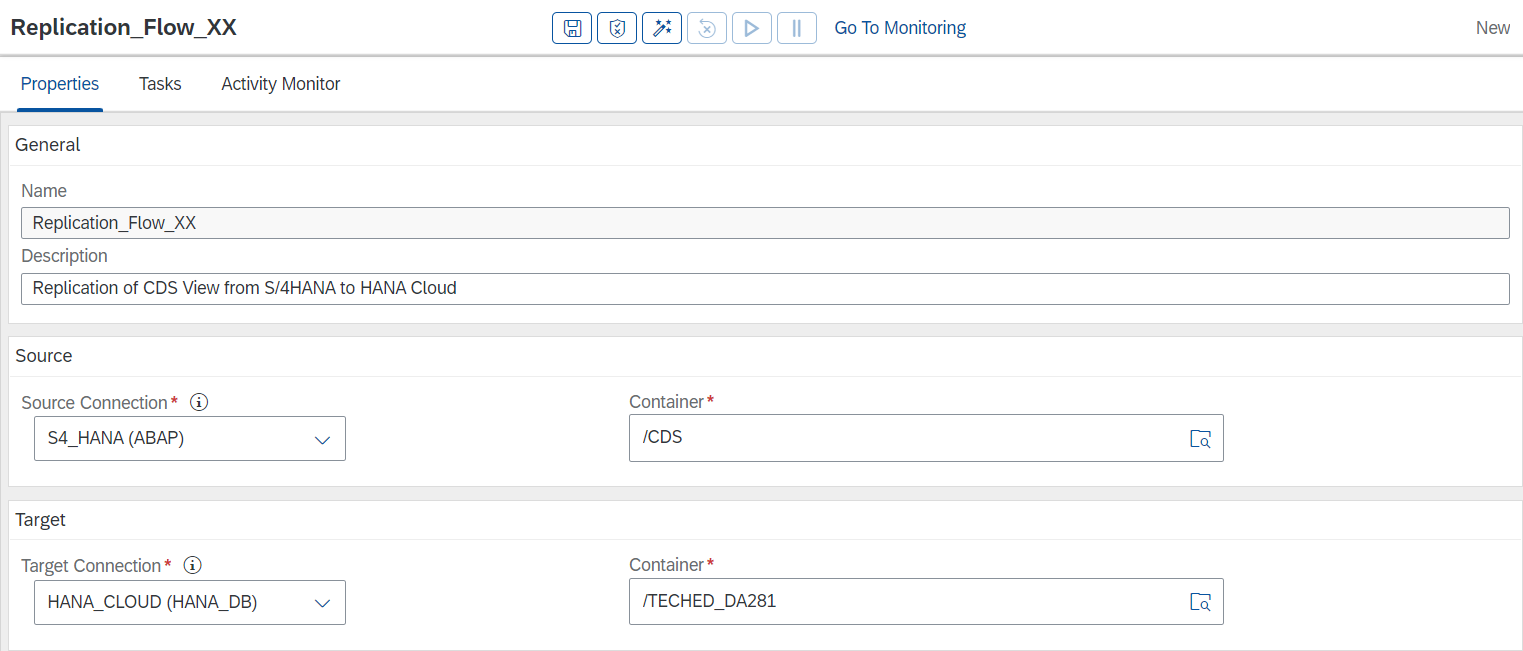 Replication_Flow_XX
Go To Monitoring
New
Properties
Tasks
Activity Monitor
General
Name
Replication_Flow_XX
Description
Replication of CDS View from S/4HANA to HANA Cloud
Source
Source Connection*
Container*
S4_HANA (ABAP)
/CDS
Target
Target Connection*
Container*
HANA_CLOUD (HANA_DB)
/TECHED_DA281